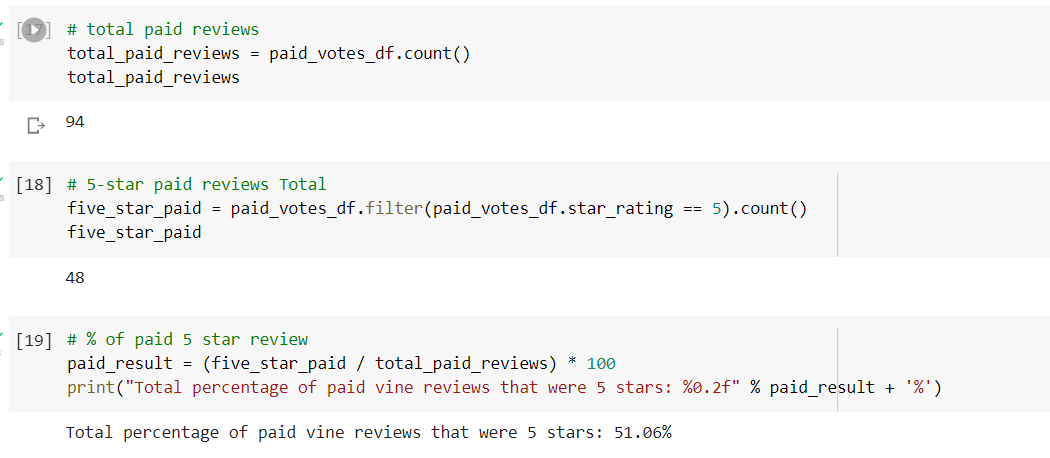 [17] # total paid reviews
total_paid_reviews = paid_votes_df.count()
total_paid_reviews
94
[18] # 5-star paid reviews Total
five_star_paid = paid_votes_df.filter(paid_votes_df.star_rating == 5).count()
five_star_paid
48
[19] # % of paid 5 star review
paid_result = (five_star_paid / total_paid_reviews) * 100
print("Total percentage of paid vine reviews that were 5 stars: %0.2f" % paid_result + '%')
Total percentage of paid vine reviews that were 5 stars: 51.06%